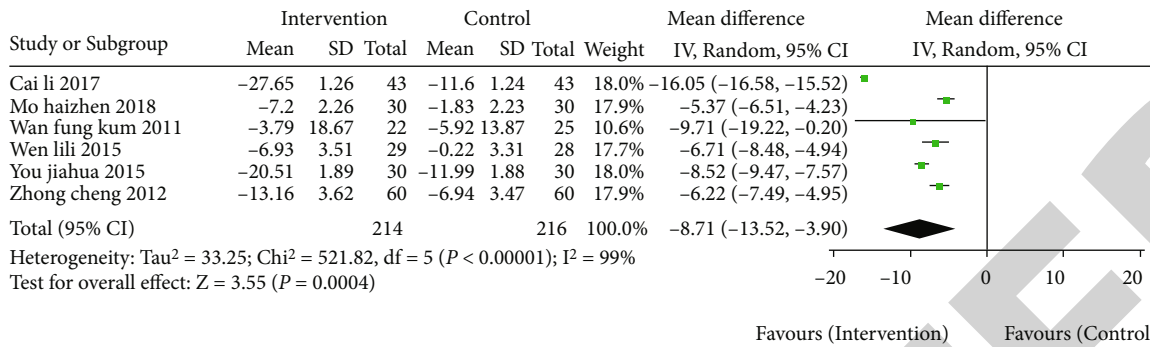 Intervention Control Mean difference Mean difference
Study or Subgroup Mean SD Total Mean SD Total Weight IV, Random, 95% CI IV, Random, 95% CI
Cai li 2017 –27.65 1.26 43 –11.6 1.24 43 18.0% –16.05 (–16.58, –15.52)
Mo haizhen 2018 –7.2 2.26 30 –1.83 2.23 30 17.9% –5.37 (–6.51, –4.23)
Wan fung kum 2011 –3.79 18.67 22 –5.92 13.87 25 10.6% –9.71 (–19.22, –0.20)
Wen lili 2015 –6.93 3.51 29 –0.22 3.31 28 17.7% –6.71 (–8.48, –4.94)
You jiahua 2015 –20.51 1.89 30 –11.99 1.88 30 18.0% –8.52 (–9.47, –7.57)
Zhong cheng 2012 –13.16 3.62 60 –6.94 3.47 60 17.9% –6.22 (–7.49, –4.95)
Total (95% CI) 214 216 100.0% –8.71 (–13.52, –3.90)
Heterogeneity: Tau² = 33.25; Chi² = 521.82, df = 5 (P < 0.00001); I² = 99%
Test for overall effect: Z = 3.55 (P = 0.0004)
–20 –10 0 10 20
Favours (Intervention) Favours (Control